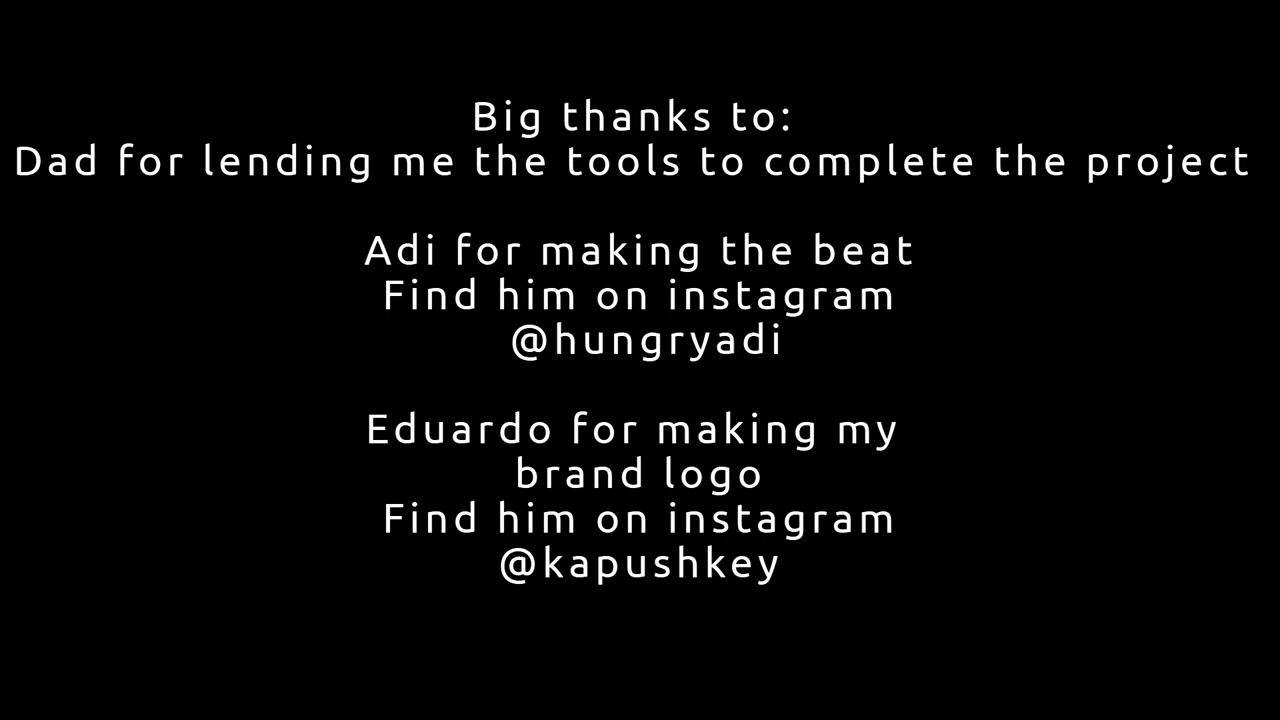 Big thanks to:
Dad for lending me the tools to complete the project
Adi for making the beat
Find him on instagram
@hungryadi
Eduardo for making my
brand logo
Find him on instagram
@kapushkey